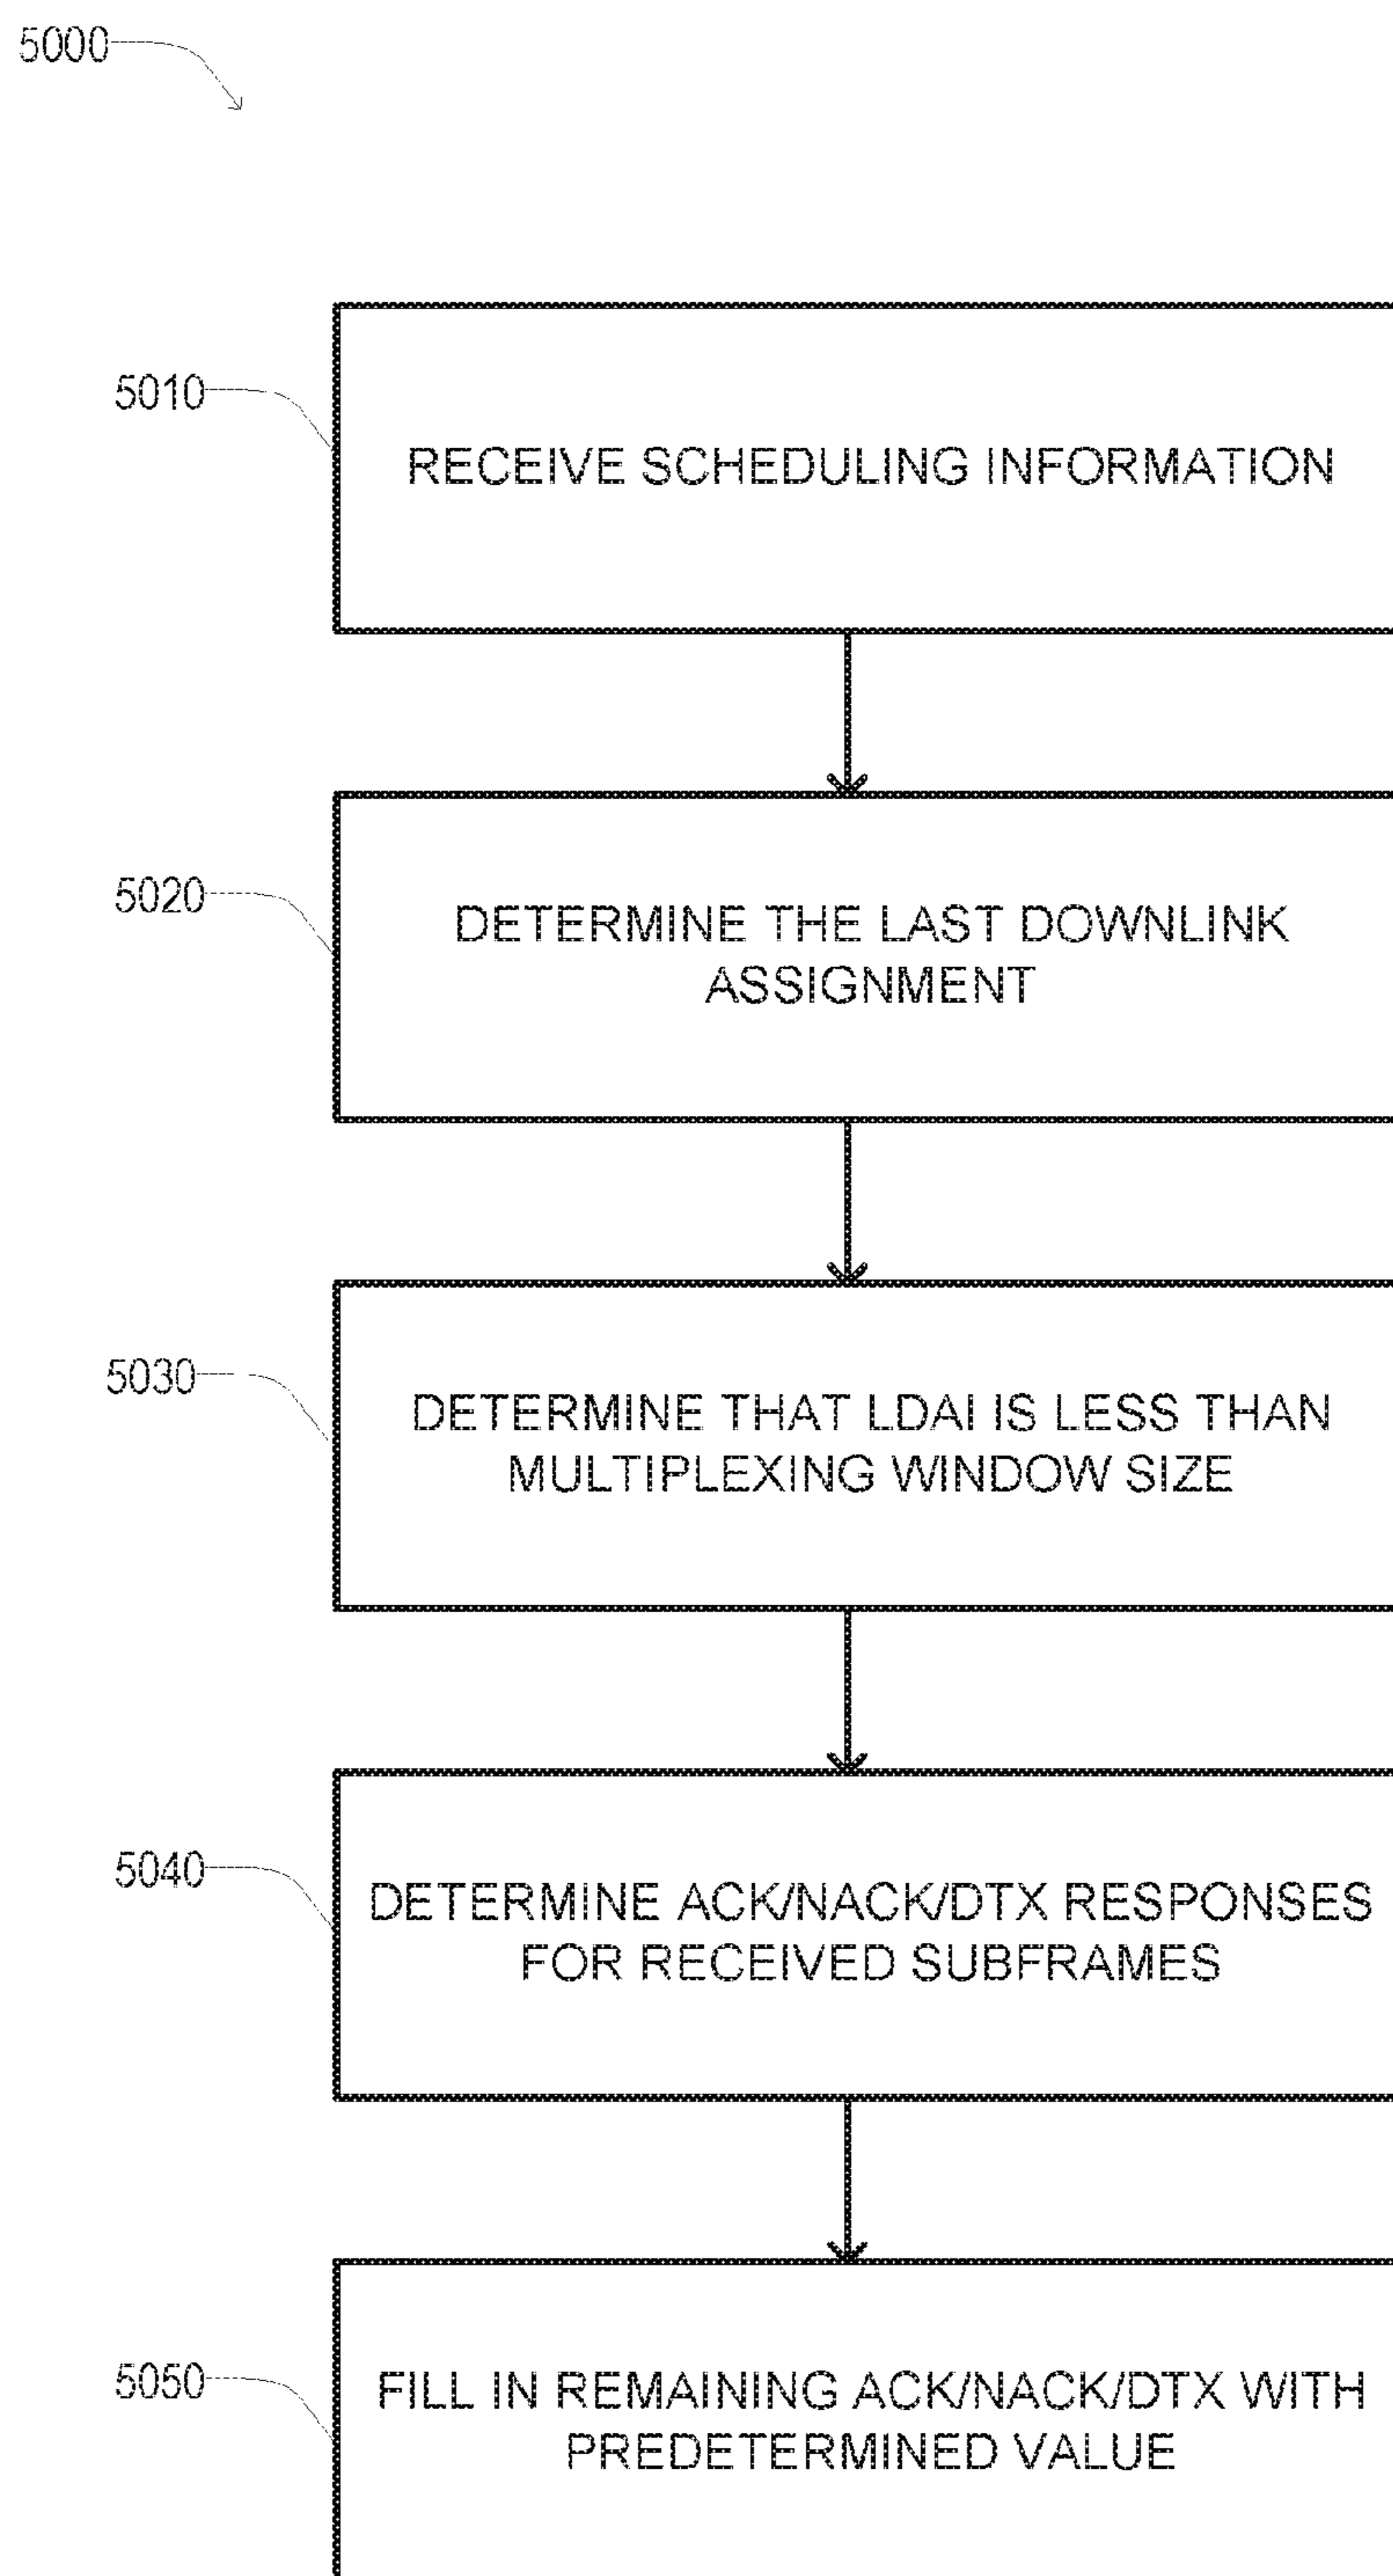 5000
5010
RECEIVE SCHEDULING INFORMATION
5020
DETERMINE THE LAST DOWNLINK
ASSIGNMENT
5030
DETERMINE THAT LDAI IS LESS THAN
MULTIPLEXING WINDOW SIZE
5040
DETERMINE ACK/NACK/DTX RESPONSES
FOR RECEIVED SUBFRAMES
5050
FILL IN REMAINING ACK/NACK/DTX WITH
PREDETERMINED VALUE